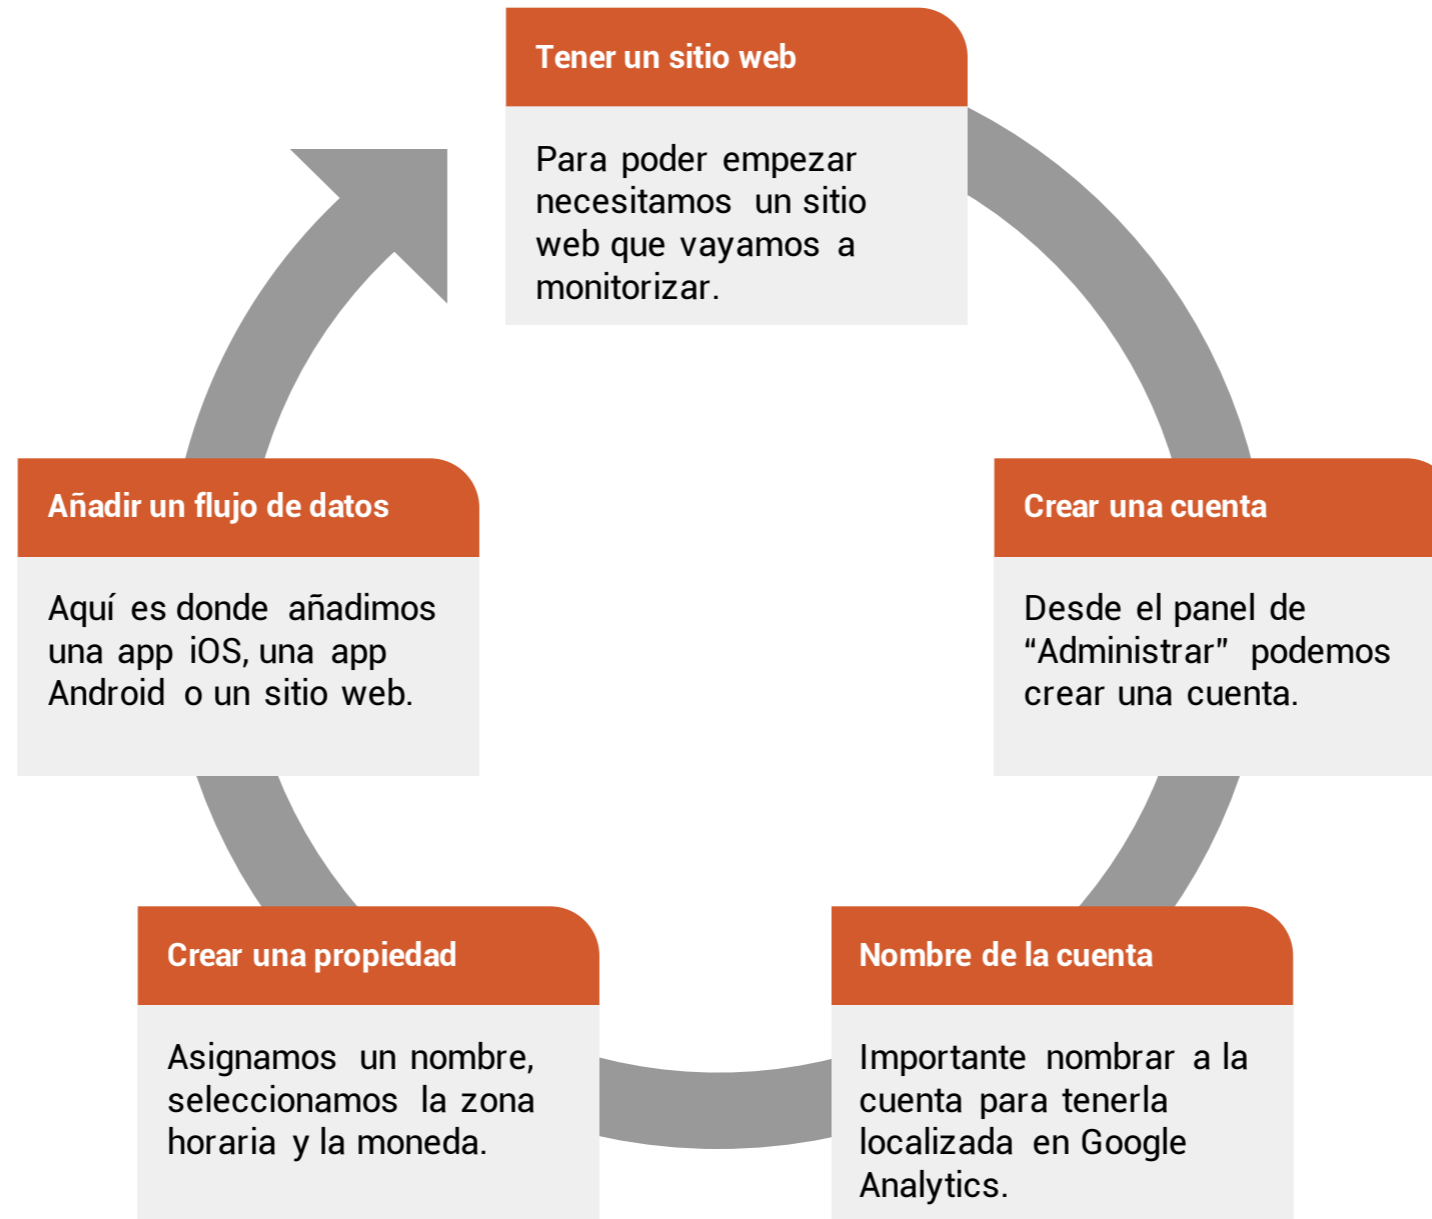 Tener un sitio web
Para poder empezar
necesitamos un sitio
web que vayamos a
monitorizar.
Crear una cuenta
Desde el panel de
“Administrar” podemos
crear una cuenta.
Nombre de la cuenta
Importante nombrar a la
cuenta para tenerla
localizada en Google
Analytics.
Crear una propiedad
Asignamos un nombre,
seleccionamos la zona
horaria y la moneda.
Añadir un flujo de datos
Aquí es donde añadimos
una app iOS, una app
Android o un sitio web.